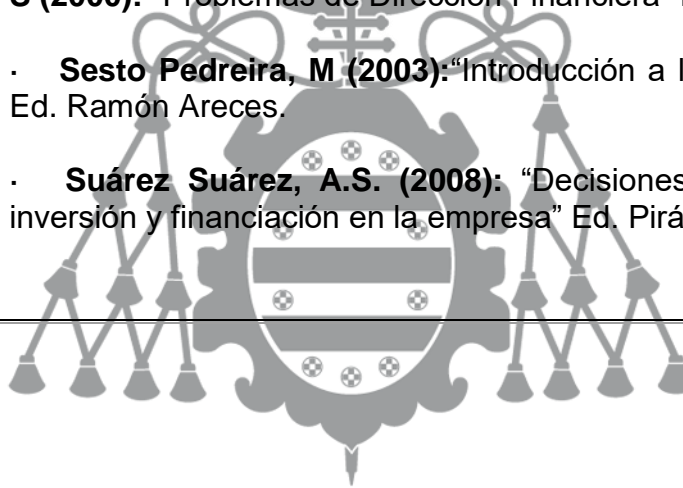 Problemas de Dirección Financiera
· Sesto Pedreira, M (2003):“Introducción a l
Ed. Ramón Areces.
· Suárez Suárez, A.S. (2008): “Decisiones
inversión y financiación en la empresa” Ed. Pirá